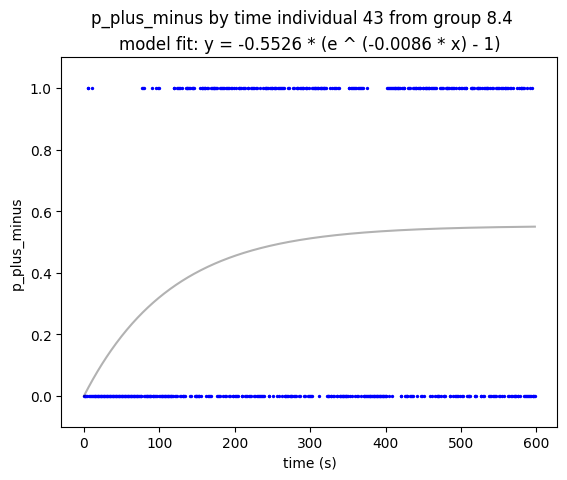 p_plus_minus by time individual 43 from group 8.4
model fit: y = -0.5526 * (e ^ (-0.0086 * x) - 1)
1.0
0.8
0.6
0.4
0.2
0.0
p_plus_minus
0 100 200 300 400 500 600
time (s)